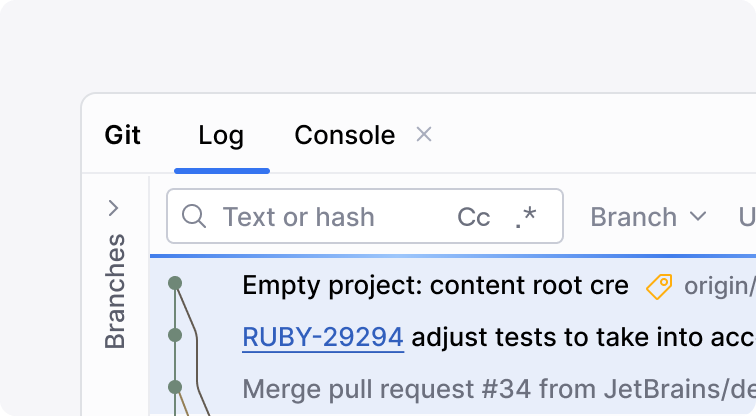 Git Log Console
Text or hash Cc .* Branch U
Branches
Empty project: content root cre origin/
RUBY-29294 adjust tests to take into acc
Merge pull request #34 from JetBrains/de